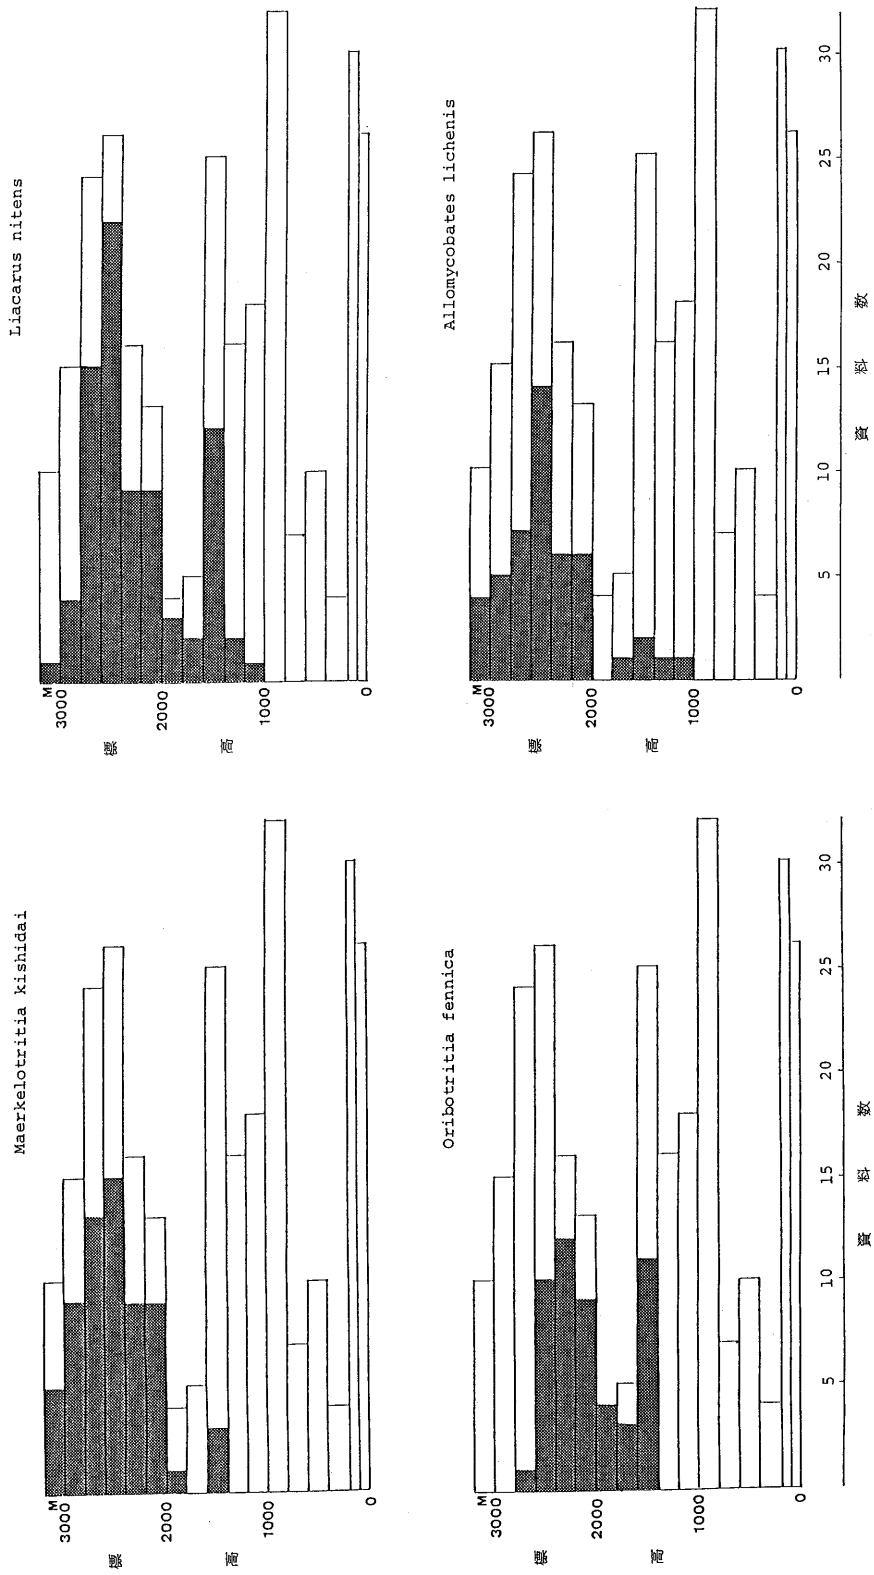 Liacarus nitens
M
3000
2000
1000
0
標 高
Allomycobates lichenis
M
3000
2000
1000
0
標 高
5 10 15 20 25 30
資 料 数
Maerkelotritia kishidai
M
3000
2000
1000
0
標 高
Oribotritia fennica
M
3000
2000
1000
0
標 高
5 10 15 20 25 30
資 料 数